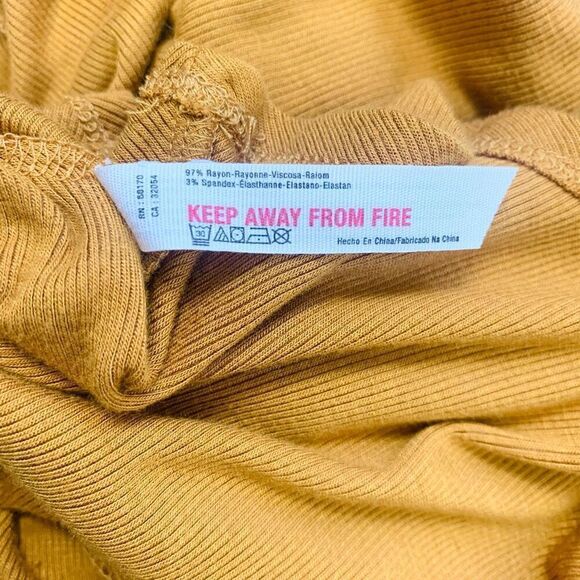 97% Rayon-Rayonne-Viscosa-Raiom
3% Spandex-Elasthanne-Elastano-Elastan
KEEP AWAY FROM FIRE
30
Hecho En China/Fabricado Na China
RN : 58170
CA : 32054